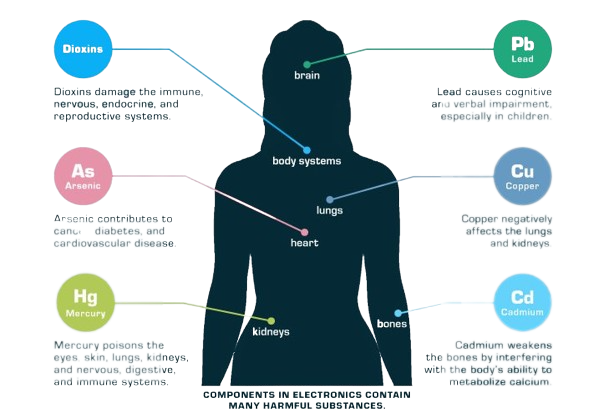 Dioxins
Dioxins damage the immune,
nervous, endocrine, and
reproductive systems.
As
Arsenic
Arsenic contributes to
diabetes, and
cardiovascular disease.
Hg
Mercury
Mercury poisons the
eyes, skin, lungs, kidneys,
and nervous, digestive,
and immune systems.
brain
body systems
lungs
heart
kidneys
bones
Pb
Lead
Lead causes cognitive
and verbal impairment,
especially in children.
Cu
Copper
Copper negatively
affects the lungs
and kidneys.
Cd
Cadmium
Cadmium weakens
the bones by interfering
with the body's ability to
metabolize calcium.
COMPONENTS IN ELECTRONICS CONTAIN
MANY HARMFUL SUBSTANCES.